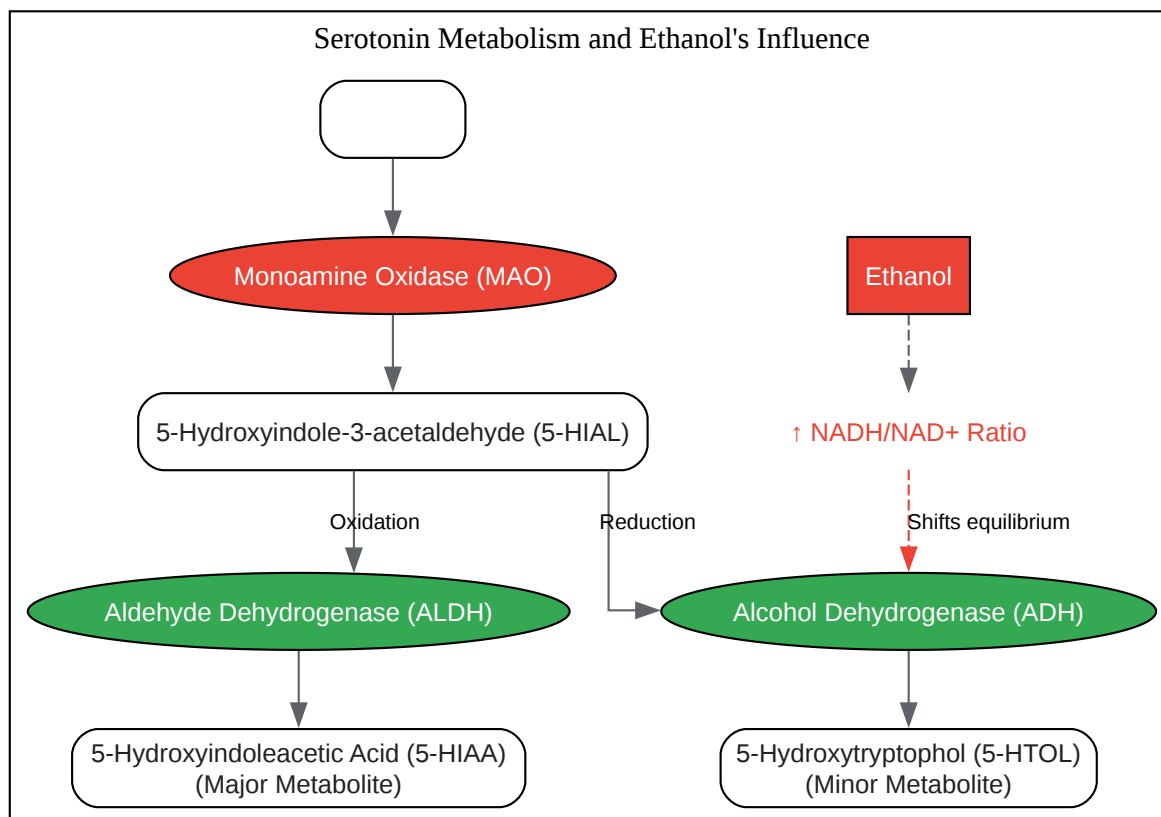 Serotonin Metabolism and Ethanol's Influence
Monoamine Oxidase (MAO)
Ethanol
5-Hydroxyindole-3-acetaldehyde (5-HIAL)
↑ NADH/NAD+ Ratio
Oxidation
Reduction
Shifts equilibrium
Aldehyde Dehydrogenase (ALDH)
Alcohol Dehydrogenase (ADH)
5-Hydroxyindoleacetic Acid (5-HIAA)
(Major Metabolite)
5-Hydroxytryptophol (5-HTOL)
(Minor Metabolite)